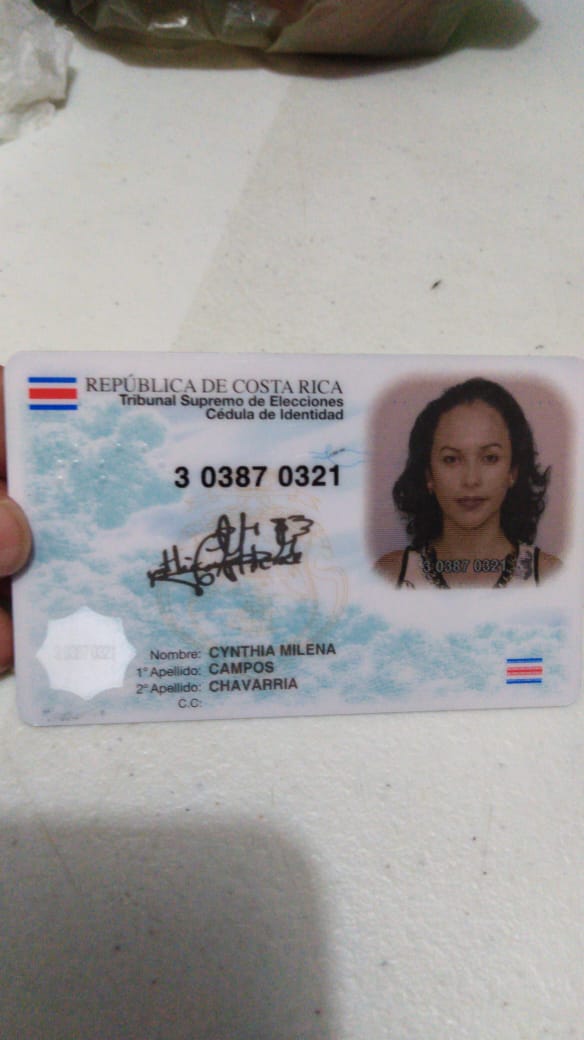 REPÚBLICA DE COSTA RICA
Tribunal Supremo de Elecciones
Cédula de Identidad
3 0387 0321
3 0387 0321
3 0387 0321
Nombre: CYNTHIA MILENA
1° Apellido: CAMPOS
2° Apellido: CHAVARRIA
C.C: